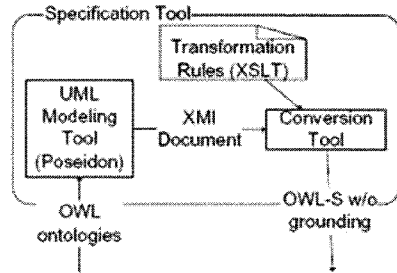 Specification Tool
Transformation
Rules (XSLT)
UML
Modeling
Tool
(Poseidon)
XMI
Document
Conversion
Tool
OWL
ontologies
OWL-S w/o
grounding